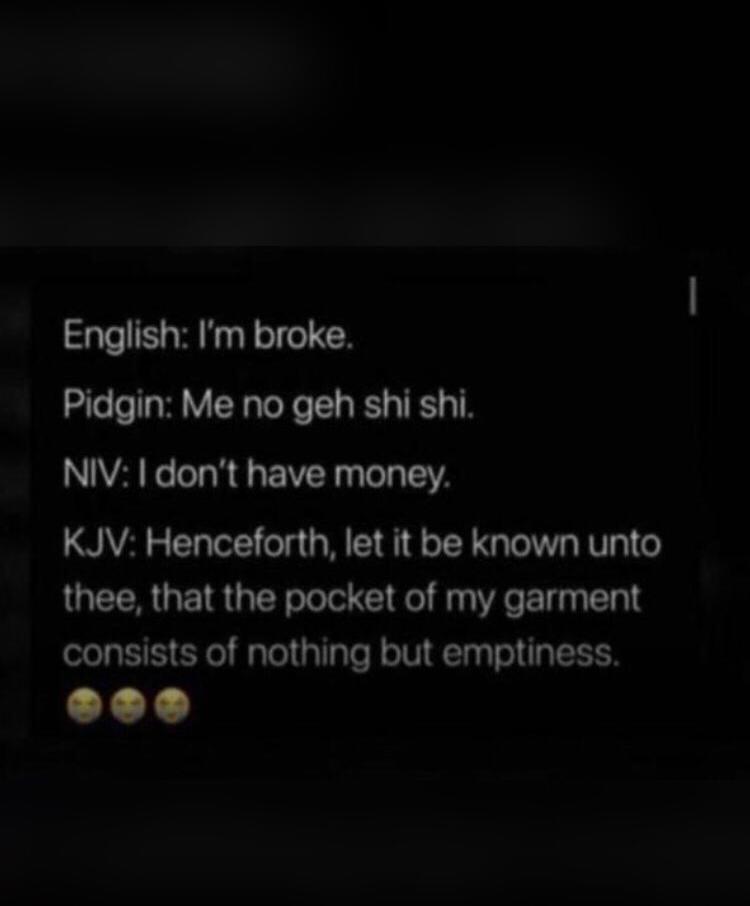 English: I'm broke.
Pidgin: Me no geh shi shi.
NIV: I don't have money.
KJV: Henceforth, let it be known unto
thee, that the pocket of my garment
consists of nothing but emptiness.
😂😂😂